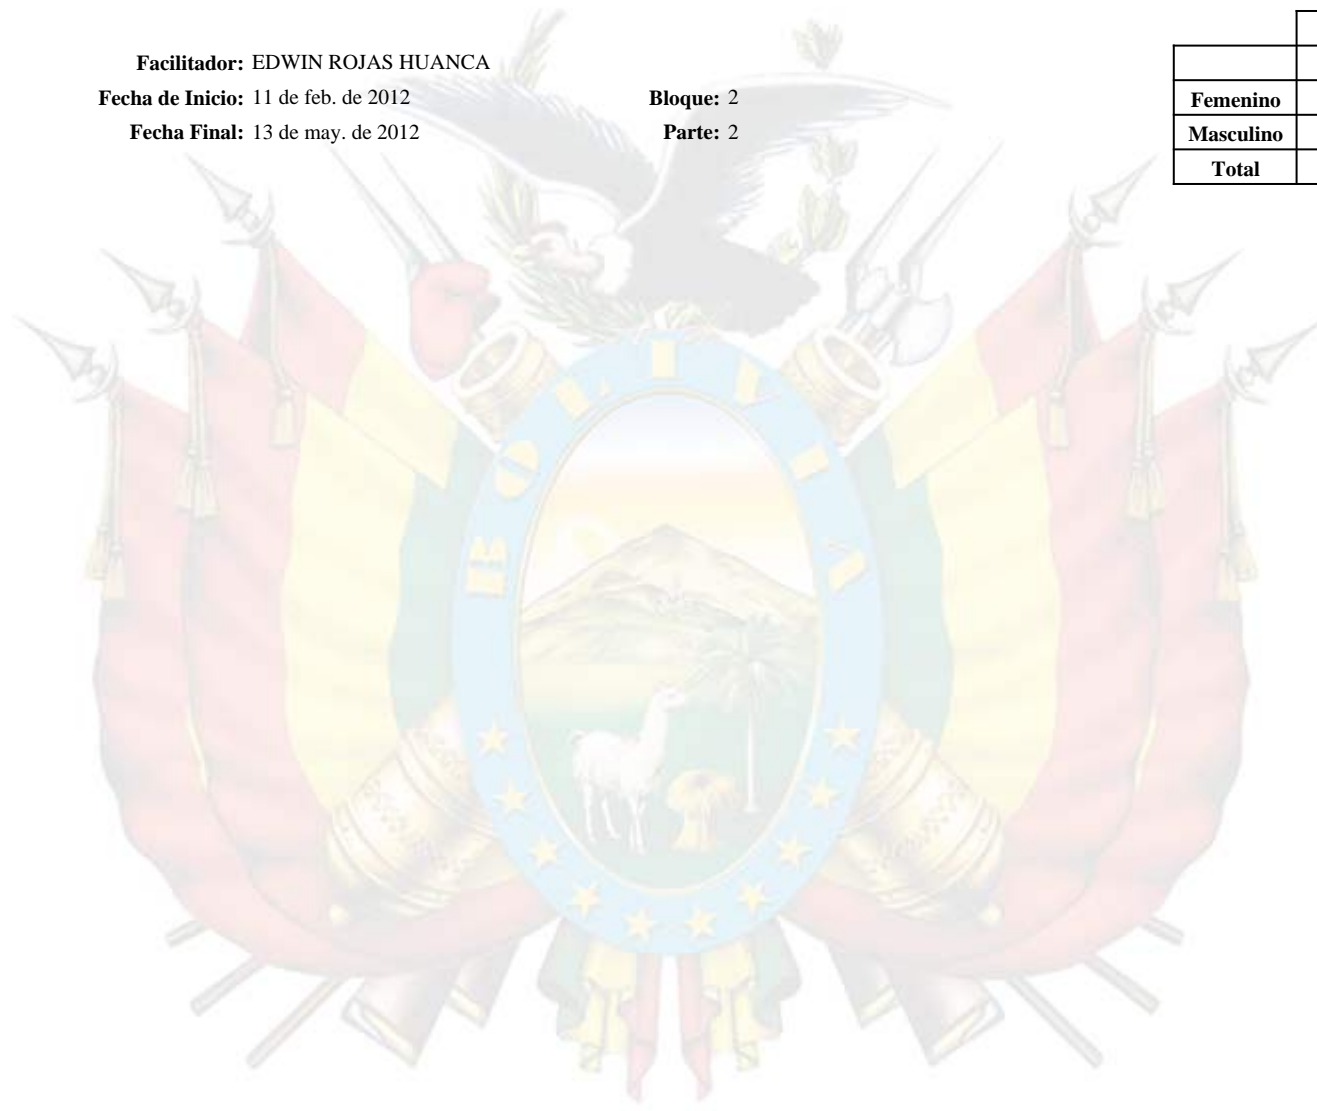 Facilitador: EDWIN ROJAS HUANCA
Fecha de Inicio: 11 de feb. de 2012 Bloque: 2
Fecha Final: 13 de may. de 2012 Parte: 2
Femenino
Masculino
Total
BOLIVIA